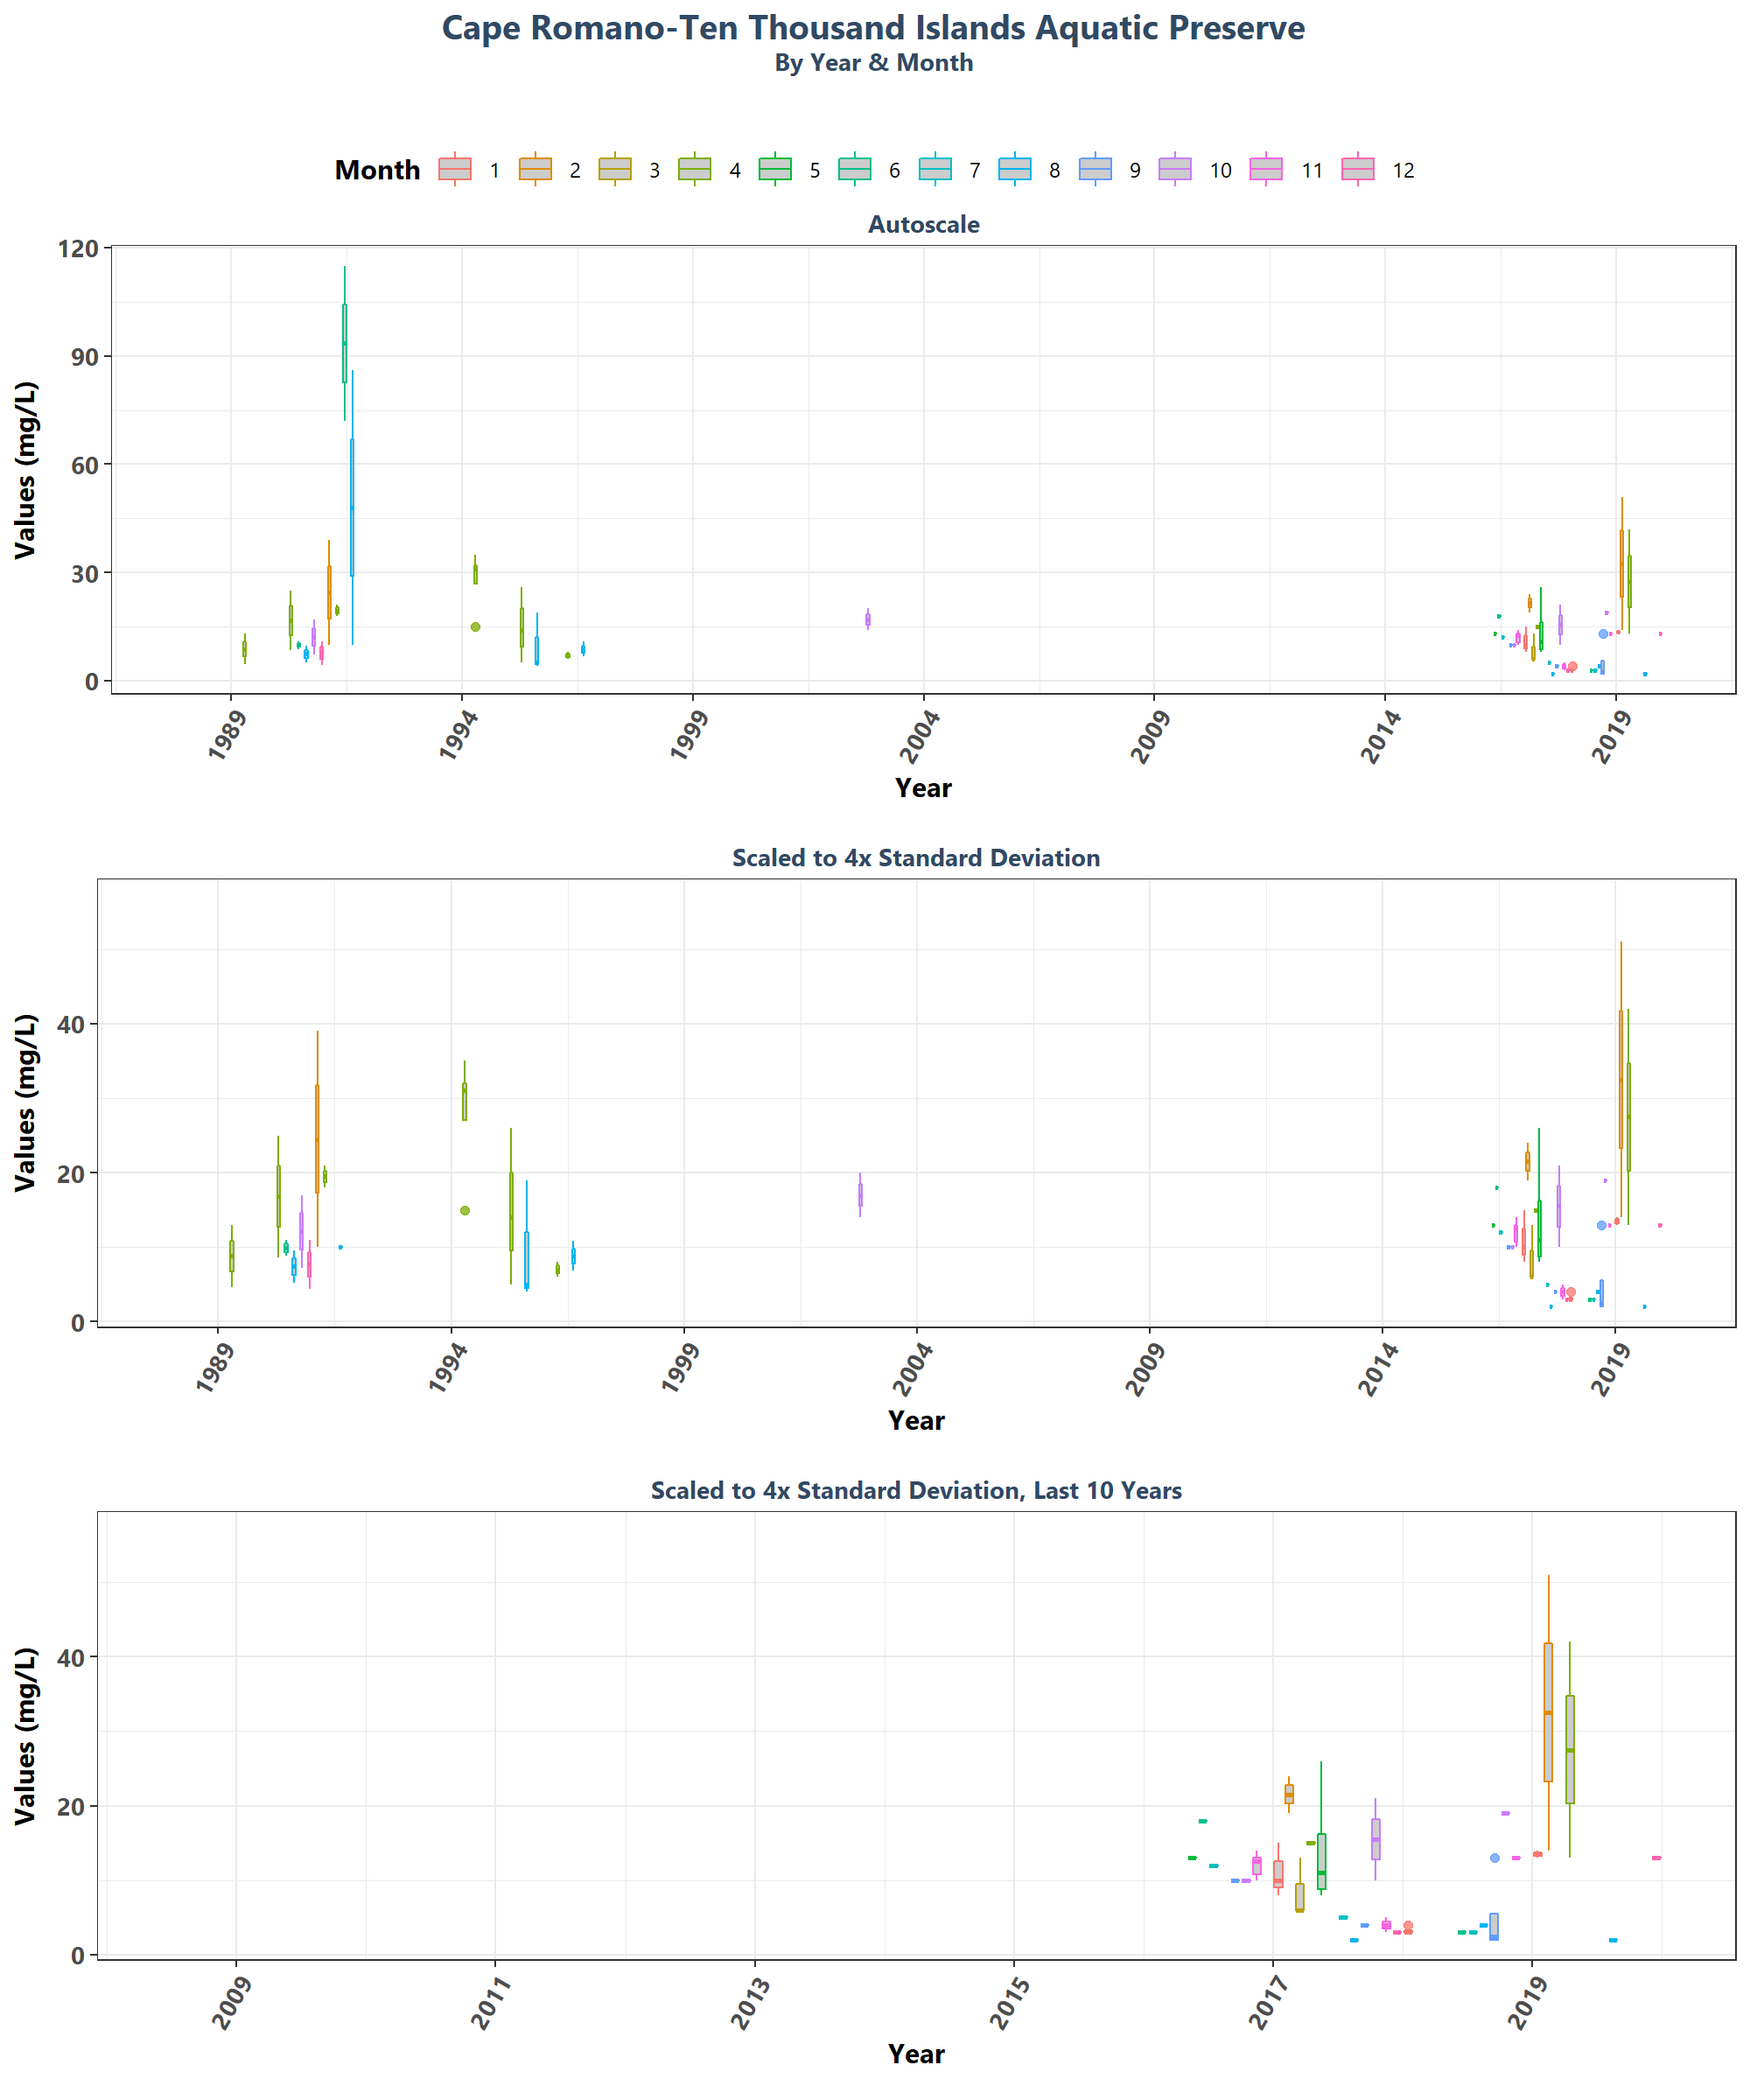 Cape Romano-Ten Thousand Islands Aquatic Preserve
By Year & Month
Month 1 2 3 4 5 6 7 8 9 10 11 12
Autoscale
Values (mg/L)
120
90
60
30
0
1989 1994 1999 2004 2009 2014 2019
Year
Scaled to 4x Standard Deviation
Values (mg/L)
40
20
0
1989 1994 1999 2004 2009 2014 2019
Year
Scaled to 4x Standard Deviation, Last 10 Years
Values (mg/L)
40
20
0
2009 2011 2013 2015 2017 2019
Year